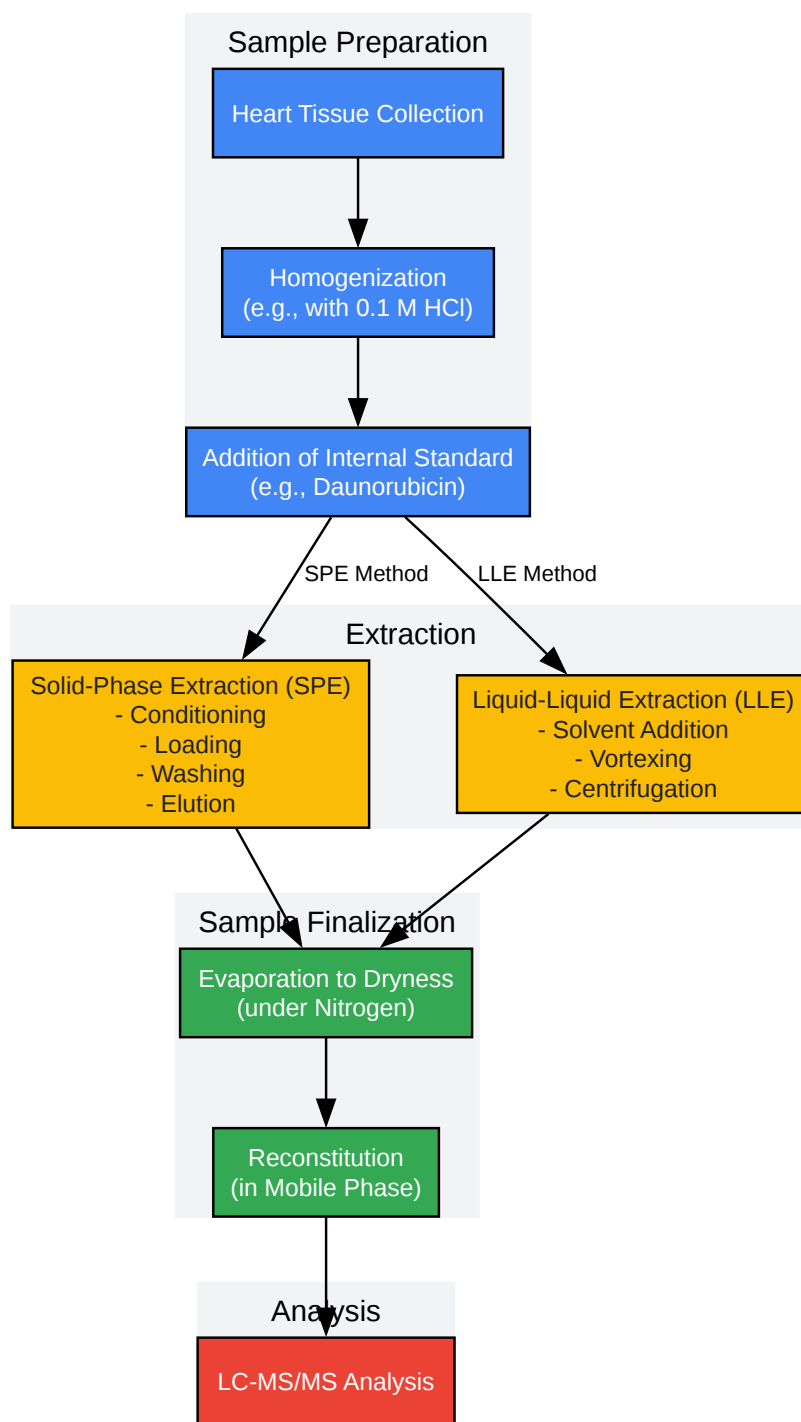 Sample Preparation
Heart Tissue Collection
Homogenization
(e.g., with 0.1 M HCl)
Addition of Internal Standard
(e.g., Daunorubicin)
SPE Method
LLE Method
Extraction
Solid-Phase Extraction (SPE)
- Conditioning
- Loading
- Washing
- Elution
Liquid-Liquid Extraction (LLE)
- Solvent Addition
- Vortexing
- Centrifugation
Sample Finalization
Evaporation to Dryness
(under Nitrogen)
Reconstitution
(in Mobile Phase)
Analysis
LC-MS/MS Analysis